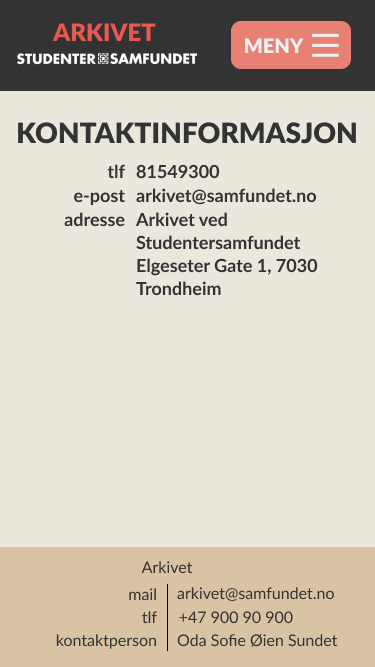 ARKIVET
STUDENTERSAMFUNDET
MENY
KONTAKTINFORMASJON
tlf 81549300
e-post arkivet@samfundet.no
adresse Arkivet ved
Studentersamfundet
Elgeseter Gate 1, 7030
Trondheim
Arkivet
mail arkivet@samfundet.no
tlf +47 900 90 900
kontaktperson Oda Sofie Øien Sundet